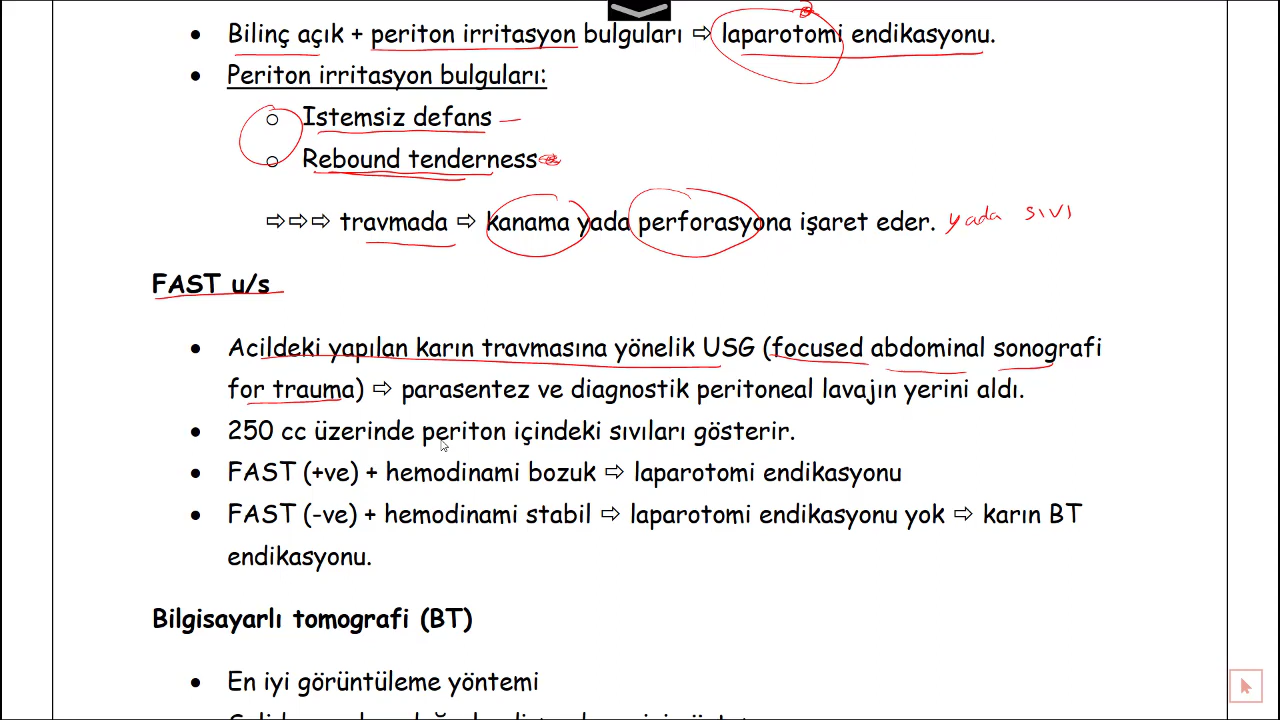 • Bilinç açık + periton irritasyon bulguları ⇨ laparotomi endikasyonu.
• Periton irritasyon bulguları:
○ Istemsiz defans
○ Rebound tenderness
⇨⇨⇨ travmada ⇨ kanama yada perforasyona işaret eder. yada sıvı
FAST u/s
• Acildeki yapılan karın travmasına yönelik USG (focused abdominal sonografi
for trauma) ⇨ parasentez ve diagnostik peritoneal lavajın yerini aldı.
• 250 cc üzerinde periton içindeki sıvıları gösterir.
• FAST (+ve) + hemodinami bozuk ⇨ laparotomi endikasyonu
• FAST (-ve) + hemodinami stabil ⇨ laparotomi endikasyonu yok ⇨ karın BT
endikasyonu.
Bilgisayarlı tomografi (BT)
• En iyi görüntüleme yöntemi